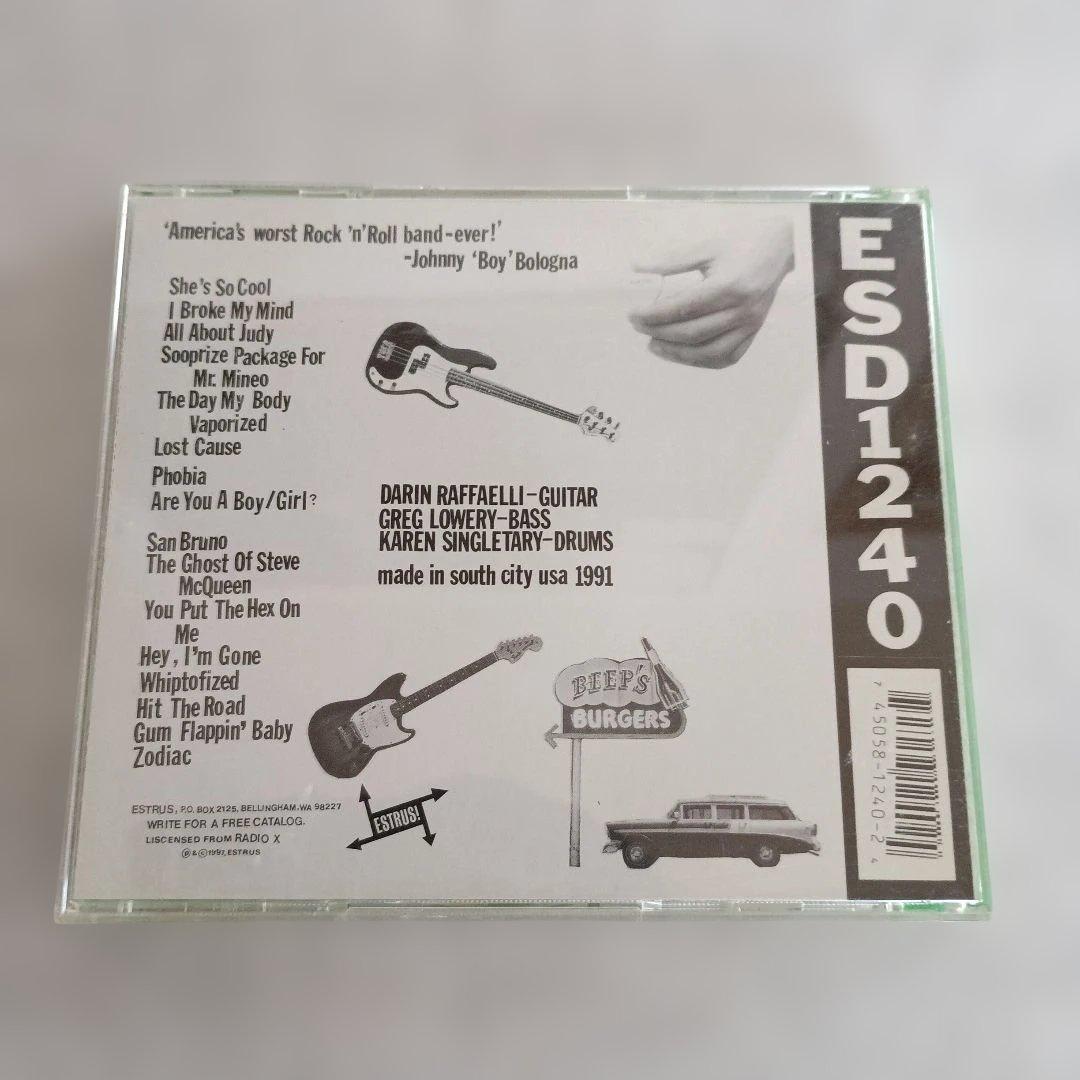 'America's worst Rock 'n' Roll band-ever!'
-Johnny 'Boy' Bologna
She's So Cool
I Broke My Mind
All About Judy
Sooprize Package For
Mr. Mineo
The Day My Body
Vaporized
Lost Cause
Phobia
Are You A Boy/Girl?
San Bruno
The Ghost Of Steve
McQueen
You Put The Hex On
Me
Hey, I'm Gone
Whiptofized
Hit The Road
Gum Flappin' Baby
Zodiac
DARIN RAFFAELLI-GUITAR
GREG LOWERY-BASS
KAREN SINGLETARY-DRUMS
made in south city usa 1991
BEEP'S
BURGERS
ESTRUS, P.O. BOX 2125, BELLINGHAM, WA 98227
WRITE FOR A FREE CATALOG.
LISCENSED FROM RADIO X
℗ & © 1997, ESTRUS
ESTRUS!
ESD1240
7 45058-1240-2 4